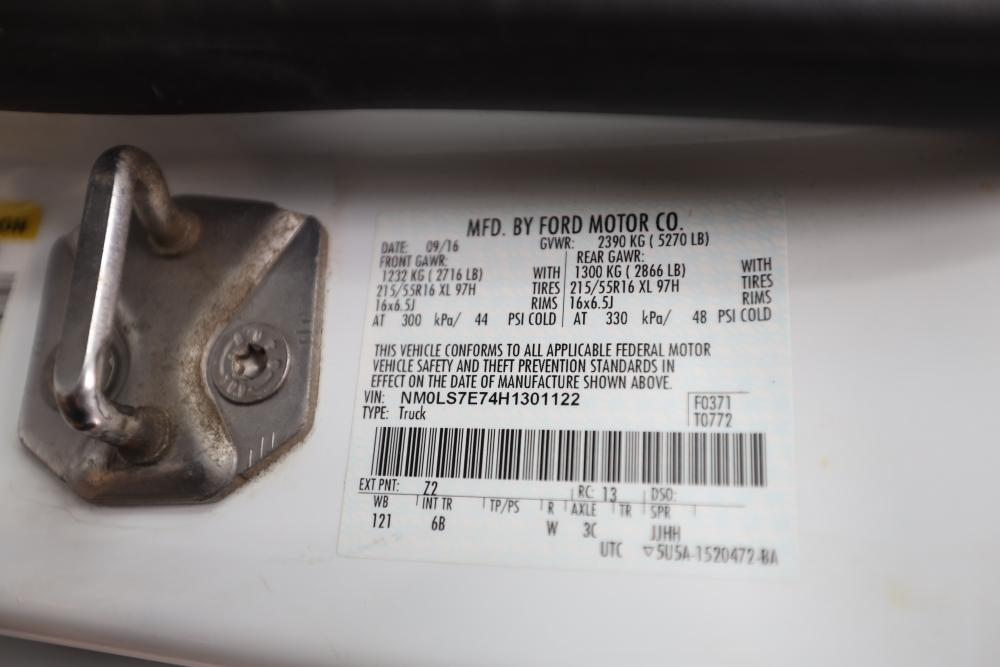 MFD. BY FORD MOTOR CO.
DATE: 09/16 GVWR: 2390 KG ( 5270 LB)
FRONT GAWR: REAR GAWR:
1232 KG ( 2716 LB) WITH 1300 KG ( 2866 LB) WITH
215/55R16 XL 97H TIRES 215/55R16 XL 97H TIRES
16x6.5J RIMS 16x6.5J RIMS
AT 300 kPa/ 44 PSI COLD AT 330 kPa/ 48 PSI COLD
THIS VEHICLE CONFORMS TO ALL APPLICABLE FEDERAL MOTOR
VEHICLE SAFETY AND THEFT PREVENTION STANDARDS IN
EFFECT ON THE DATE OF MANUFACTURE SHOWN ABOVE.
VIN: NM0LS7E74H1301122
TYPE: Truck
F0371
T0772
EXT PNT: Z2 RC: 13 DSO:
WB INT TR TP/PS R AXLE TR SPR
121 6B W 3C JJHH
UTC ▽5U5A-1520472-BA